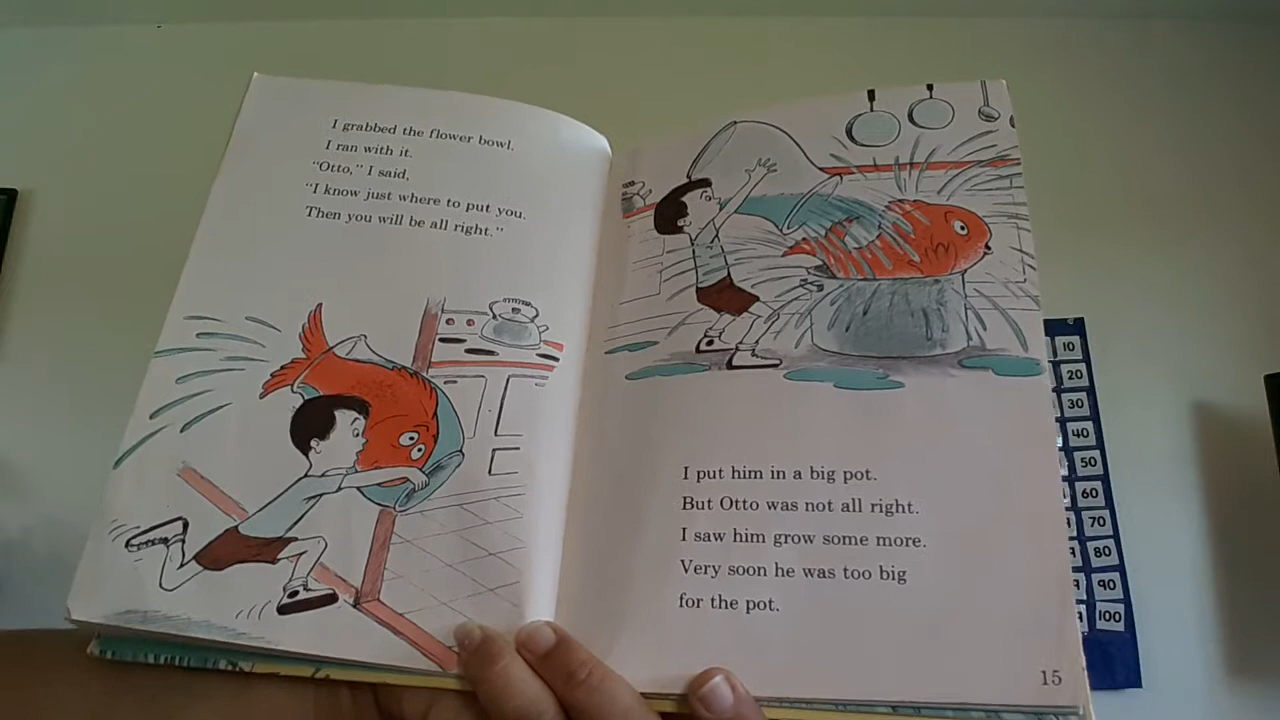 I grabbed the flower bowl.
I ran with it.
"Otto," I said,
"I know just where to put you.
Then you will be all right."
I put him in a big pot.
But Otto was not all right.
I saw him grow some more.
Very soon he was too big
for the pot.
15
10
20
30
40
50
60
70
80
90
100